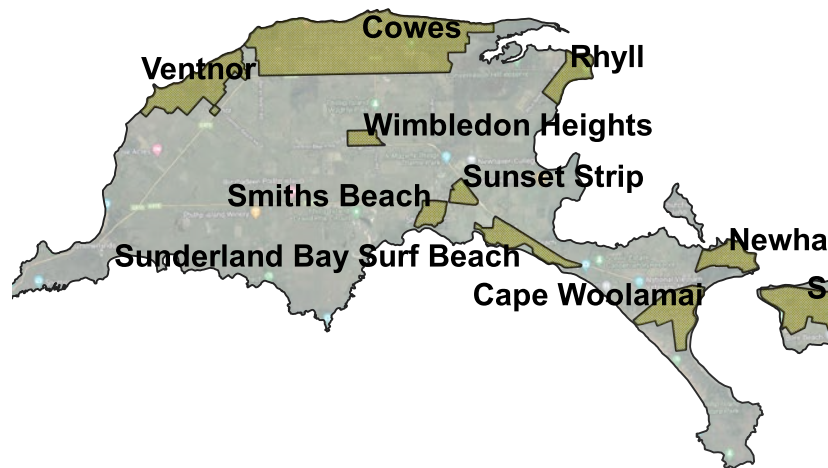 Cowes
Rhyll
Ventnor
Wimbledon Heights
Sunset Strip
Smiths Beach
Newha
Sunderland Bay Surf Beach
S
Cape Woolamai